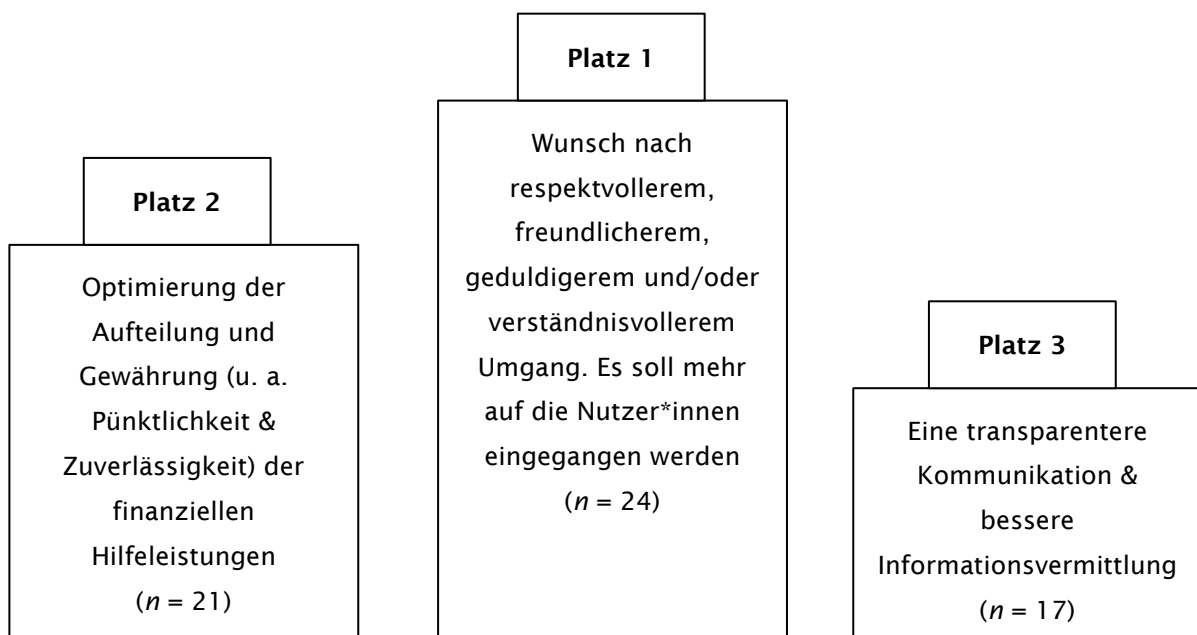 Platz 1
Wunsch nach
respektvollerem,
freundlicherem,
geduldigerem und/oder
verständnisvollerem
Umgang. Es soll mehr
auf die Nutzer*innen
eingegangen werden
(n = 24)
Platz 2
Optimierung der
Aufteilung und
Gewährung (u. a.
Pünktlichkeit &
Zuverlässigkeit) der
finanziellen
Hilfeleistungen
(n = 21)
Platz 3
Eine transparentere
Kommunikation &
bessere
Informationsvermittlung
(n = 17)